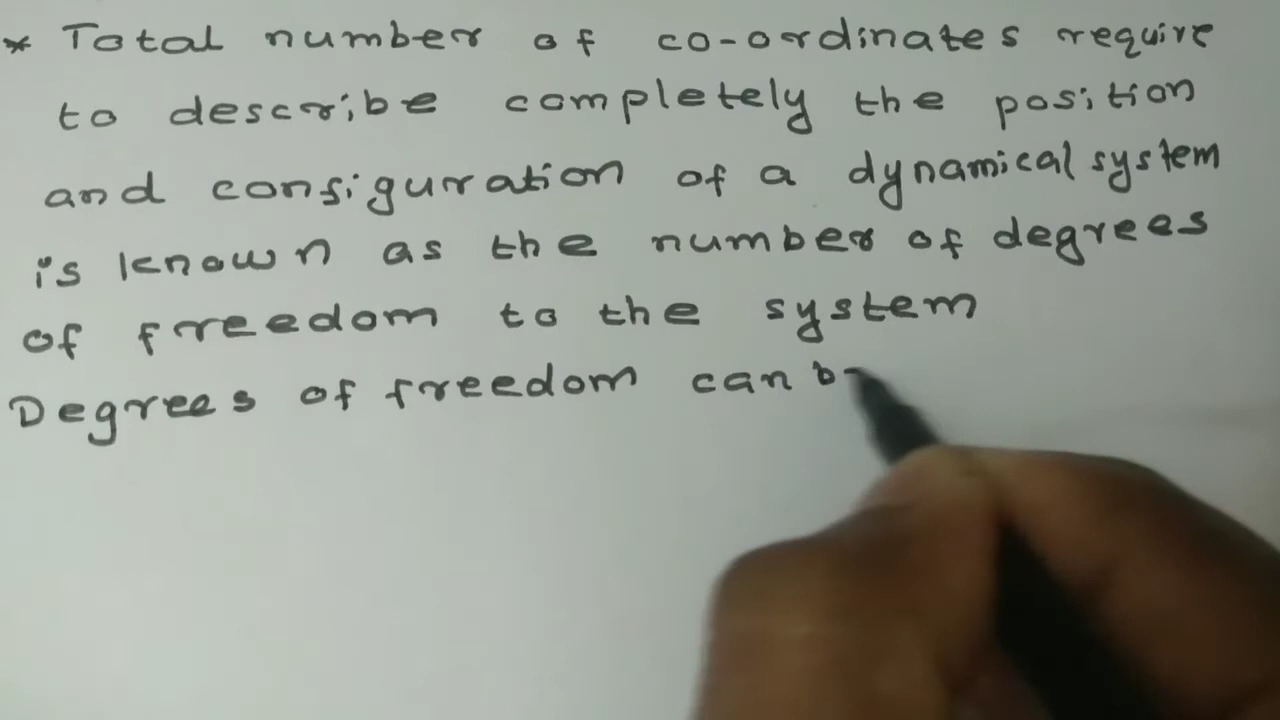 * Total number of co-ordinates require
to describe completely the position
and configuration of a dynamical system
is known as the number of degrees
of freedom to the system
Degrees of freedom can